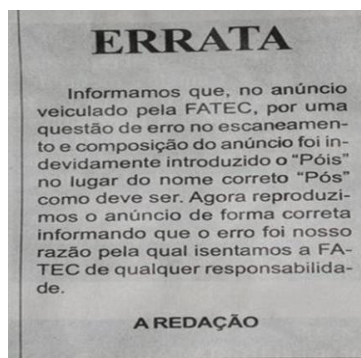 ERRATA
Informamos que, no anúncio
veiculado pela FATEC, por uma
questão de erro no escaneamen-
to e composição do anúncio foi in-
devidamente introduzido o “Póis”
no lugar do nome correto “Pós”
como deve ser. Agora reproduzi-
mos o anúncio de forma correta
informando que o erro foi nosso
razão pela qual isentamos a FA-
TEC de qualquer responsabilida-
de.
A REDAÇÃO